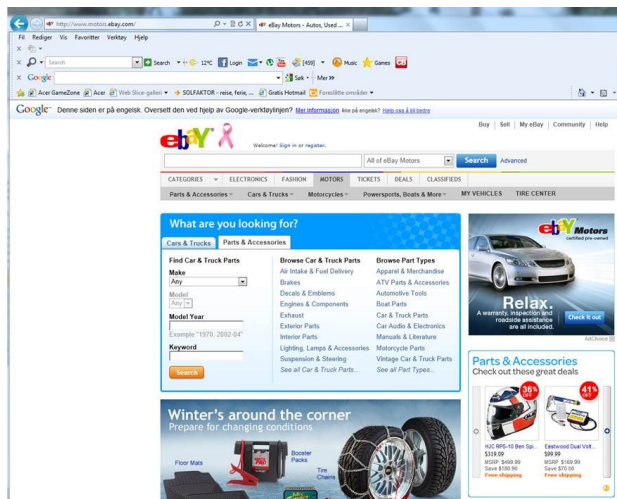 http://www.motors.ebay.com/
eBay Motors - Autos, Used ...
Fil Rediger Vis Favoritter Verktøy Hjelp
Search Search 12°C Login [459] Music Games
Google Søk Mer >>
Acer GameZone Acer Web Slice-galleri SOLFAKTOR - reise, ferie, ... Gratis Hotmail Foreslåtte områder
Google Denne siden er på engelsk. Oversett den ved hjelp av Google-verktøylinjen? Mer informasjon Ikke på engelsk? Hjelp oss å bli bedre
Buy Sell My eBay Community Help
ebay
Welcome! Sign in or register.
All of eBay Motors Search Advanced
CATEGORIES ELECTRONICS FASHION MOTORS TICKETS DEALS CLASSIFIEDS
Parts & Accessories Cars & Trucks Motorcycles Powersports, Boats & More MY VEHICLES TIRE CENTER
What are you looking for?
Cars & Trucks Parts & Accessories
Find Car & Truck Parts
Make
Any
Model
Any
Model Year
Example "1970, 2002-04"
Keyword
Search
Browse Car & Truck Parts
Air Intake & Fuel Delivery
Brakes
Decals & Emblems
Engines & Components
Exhaust
Exterior Parts
Interior Parts
Lighting, Lamps & Accessories
Suspension & Steering
See all Car & Truck Parts...
Browse Part Types
Apparel & Merchandise
ATV Parts & Accessories
Automotive Tools
Boat Parts
Car & Truck Parts
Car Audio & Electronics
Manuals & Literature
Motorcycle Parts
Vintage Car & Truck Parts
See all Part Types...
ebay Motors
certified pre-owned
Relax.
A warranty, inspection and
roadside assistance
are all included.
Check it out
AdChoice
Parts & Accessories
Check out these great deals
36% OFF
41% OFF
HJC RPS-10 Ben Spi...
$319.99
MSRP $499.99
Save $180.00
Free shipping
Eastwood Dual Volt...
$99.99
MSRP $169.99
Save $70.00
Free shipping
Winter's around the corner
Prepare for changing conditions
Floor Mats
Booster
Packs
Tire
Chains